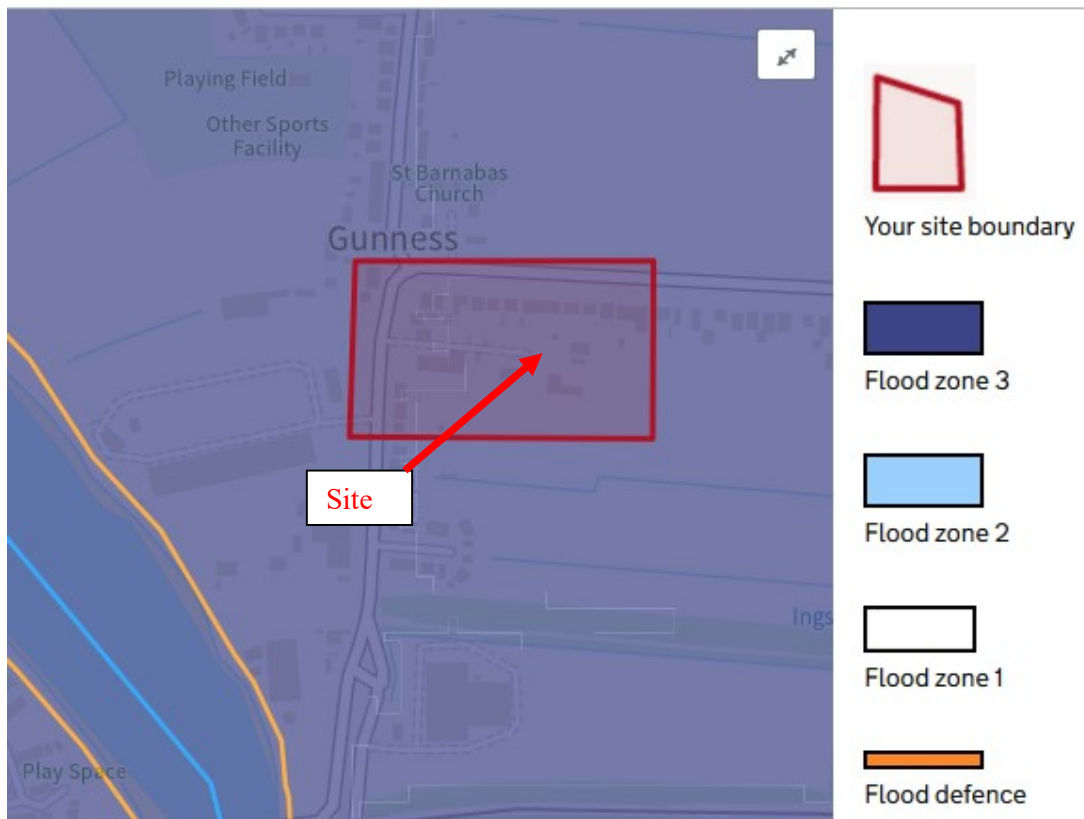 Playing Field
Other Sports
Facility
St Barnabas
Church
Gunness
Site
Ings
Play Space
Your site boundary
Flood zone 3
Flood zone 2
Flood zone 1
Flood defence